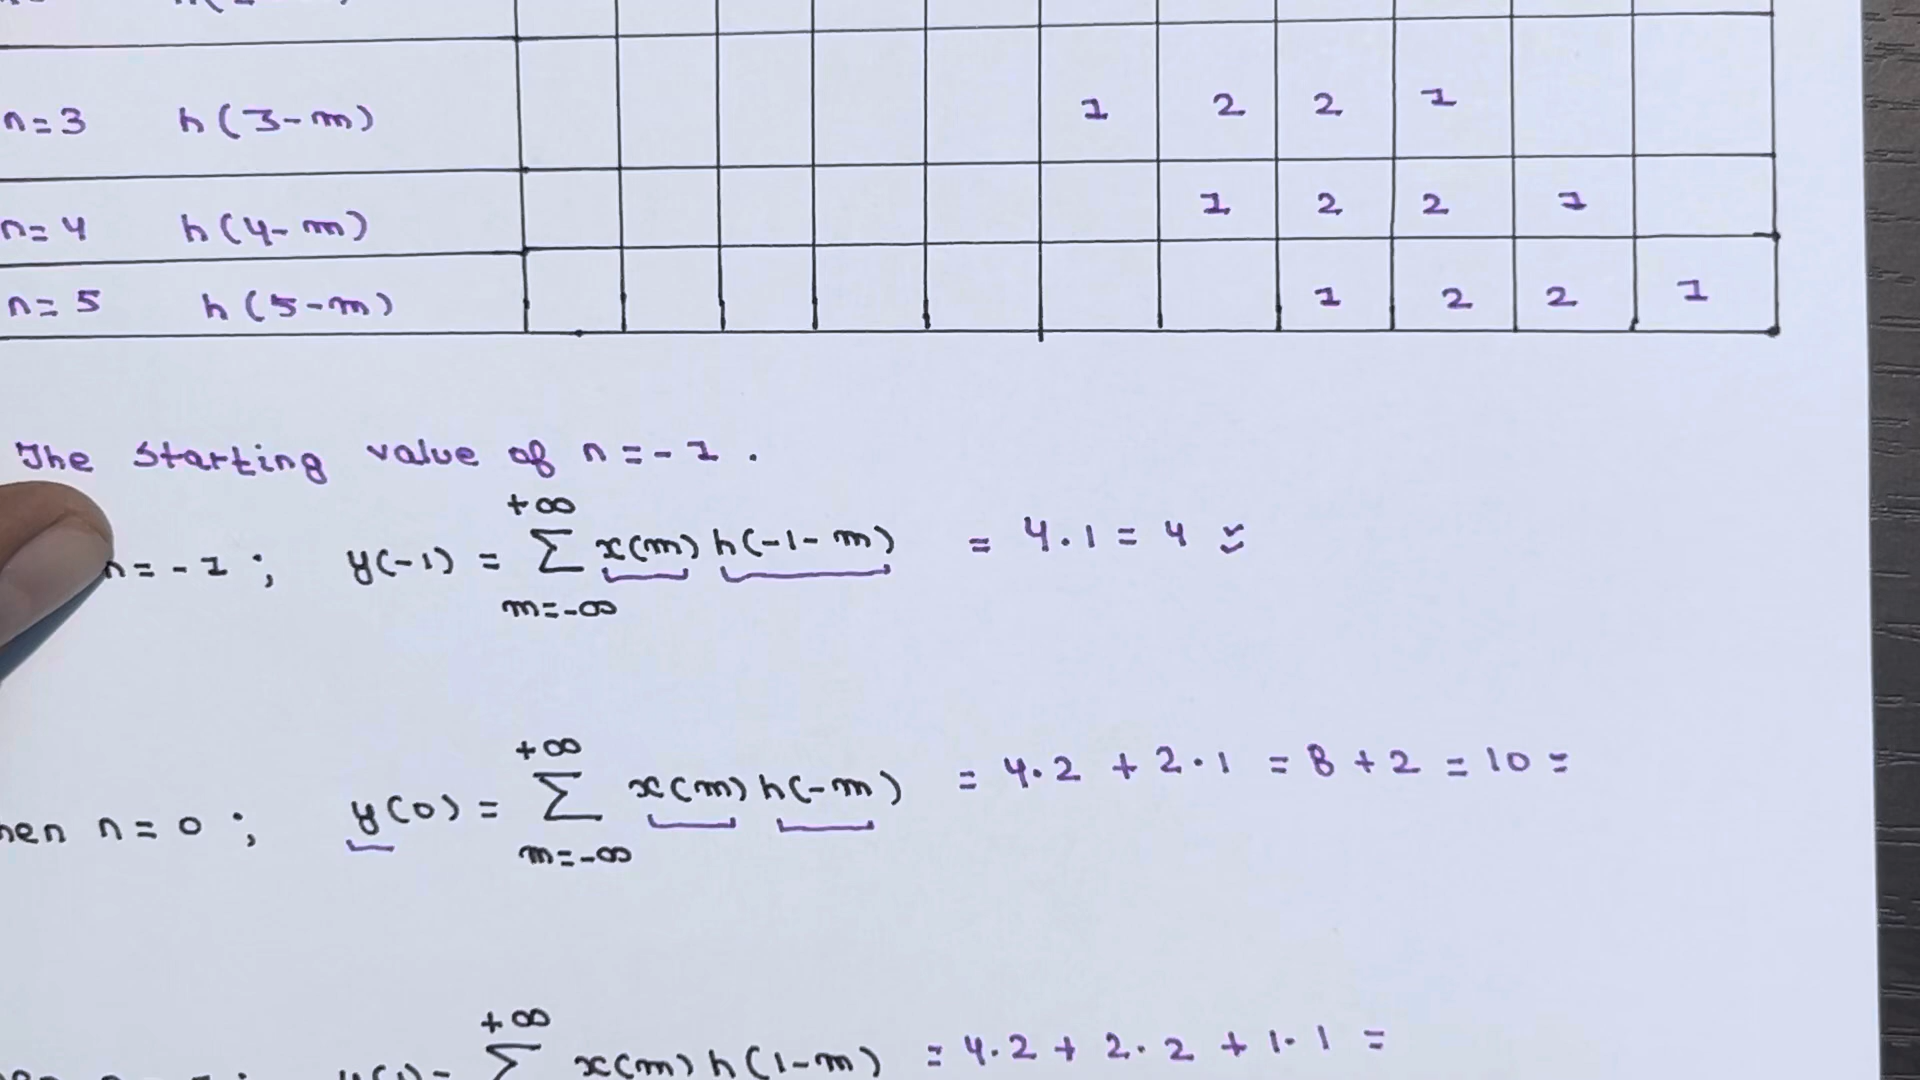 n=3 h(3-m) 1 2 2 1
n=4 h(4-m) 1 2 2 1
n=5 h(5-m) 1 2 2 1
The starting value of n=-1.
n=-1; y(-1) = +∞ Σ m=-∞ x(m) h(-1-m) = 4.1 = 4
n=0; y(0) = +∞ Σ m=-∞ x(m) h(-m) = 4.2 + 2.1 = 8+2 = 10 =
+∞ Σ x(m) h(1-m) = 4.2 + 2.2 + 1.1 =